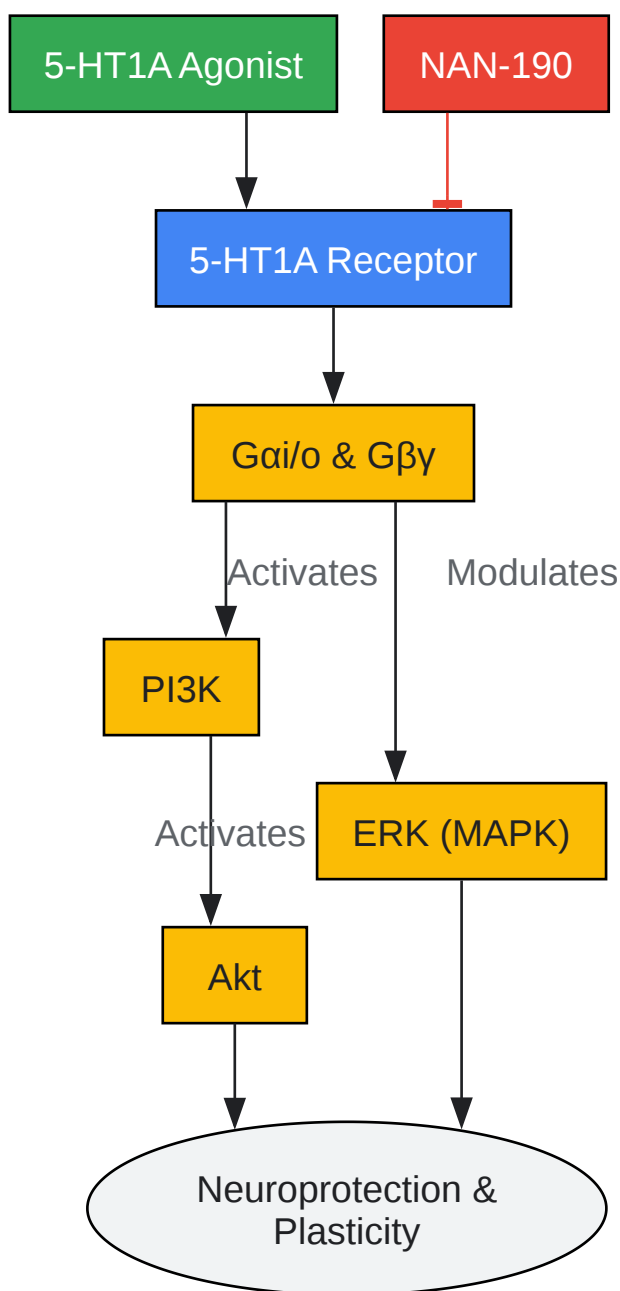 5-HT1A Agonist
NAN-190
5-HT1A Receptor
Gαi/o & Gβγ
Activates
Modulates
PI3K
Activates
ERK (MAPK)
Akt
Neuroprotection &
Plasticity